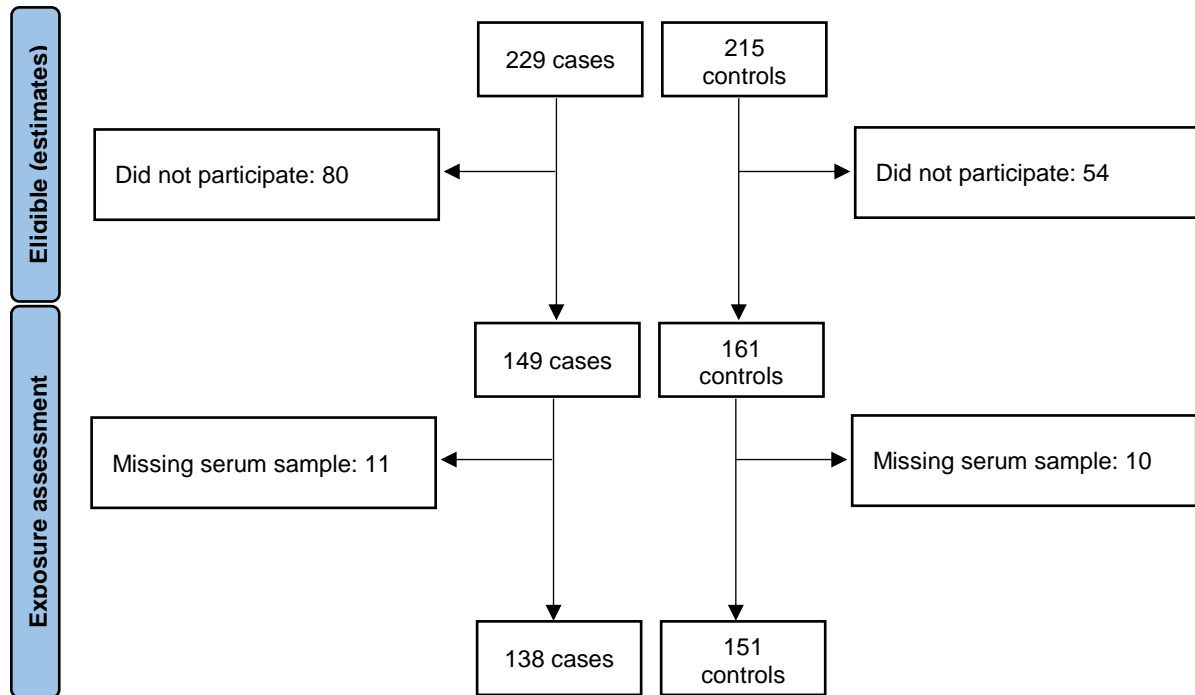 Eligible (estimates)
229 cases
215
controls
Did not participate: 80
Did not participate: 54
Exposure assessment
149 cases
161
controls
Missing serum sample: 11
Missing serum sample: 10
138 cases
151
controls